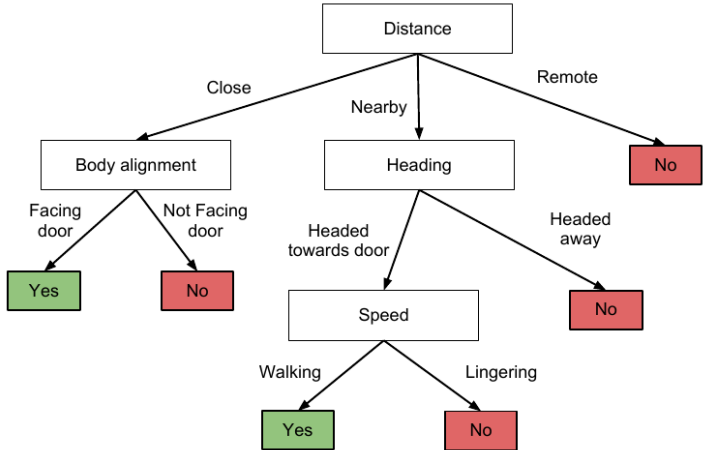 Distance
Close
Nearby
Remote
Body alignment
Heading
No
Facing
door
Not Facing
door
Headed
towards door
Headed
away
Yes
No
Speed
No
Walking
Lingering
Yes
No